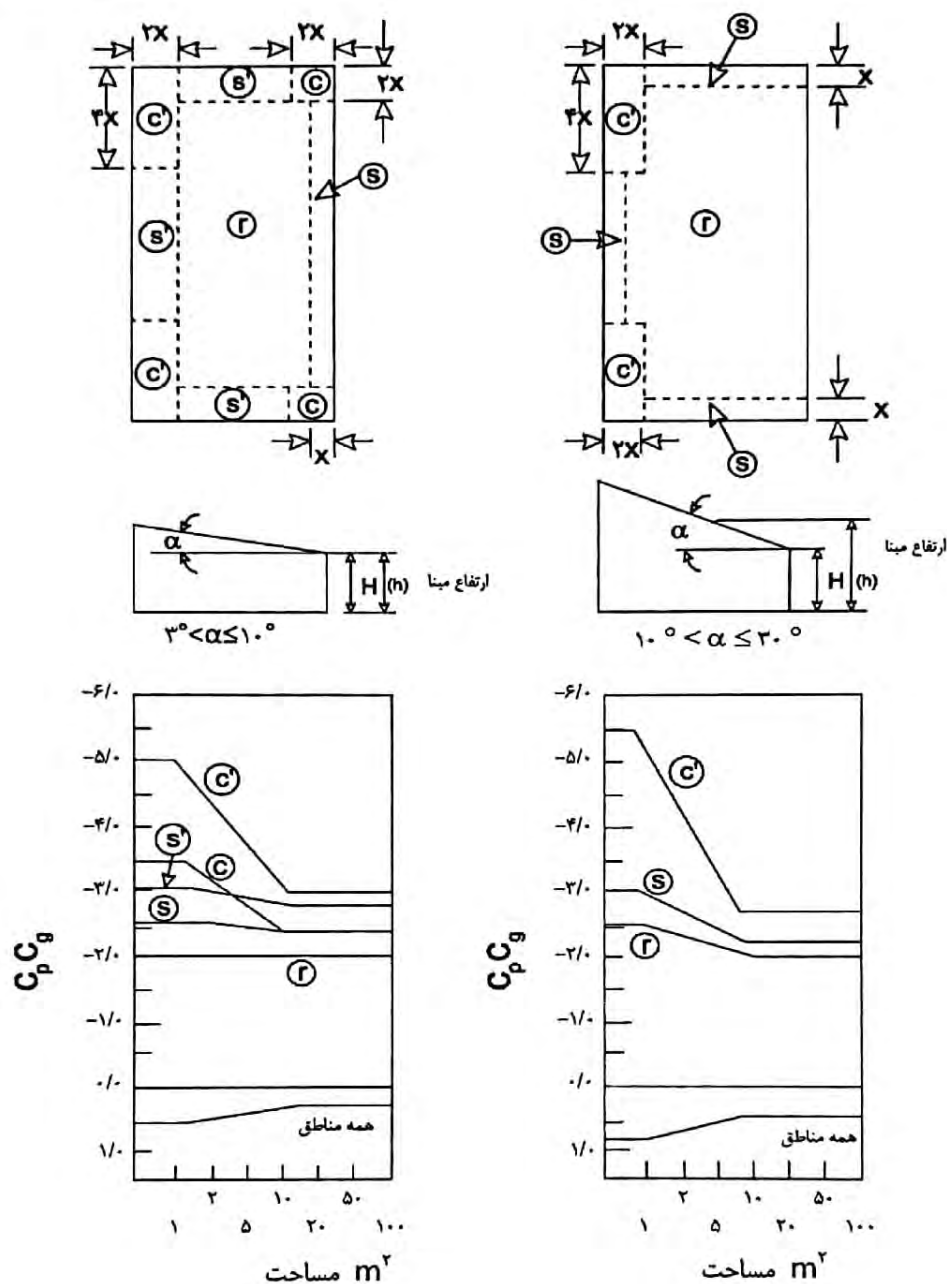 ۲X ۲X
s' c
۲X
c'
۴X
s
s' r
c'
s' c
X
۲X
s
X
c'
۴X
s r
c'
X
۲X s
α
H (h) ارتفاع مبنا
۳°<α≤۱۰°
α
H (h) ارتفاع مبنا
۱۰° < α ≤ ۳۰°
-۶/۰
-۵/۰
c'
-۴/۰
s' c
-۳/۰
s
-۲/۰
r
-۱/۰
۰/۰
همه مناطق
۱/۰
CpCg
۲ ۱۰ ۵۰
۱ ۵ ۲۰ ۱۰۰
مساحت m²
-۶/۰
-۵/۰
c'
-۴/۰
-۳/۰
s
r
-۲/۰
-۱/۰
۰/۰
همه مناطق
۱/۰
CpCg
۲ ۱۰ ۵۰
۱ ۵ ۲۰ ۱۰۰
مساحت m²